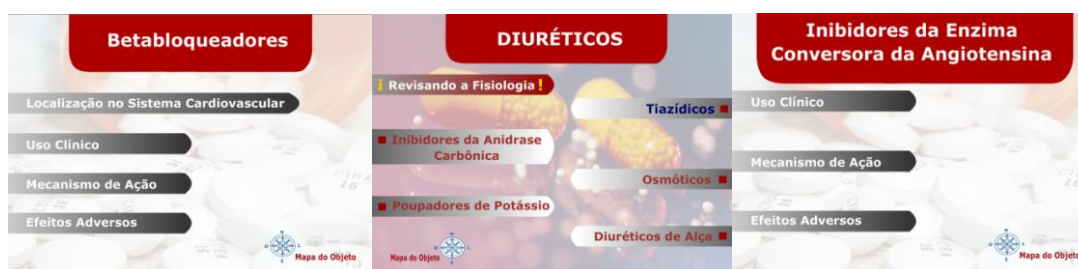 Betabloqueadores
Localização no Sistema Cardiovascular
Uso Clínico
Mecanismo de Ação
Efeitos Adversos
Mapa do Objeto
DIURÉTICOS
¡ Revisando a Fisiologia !
Tiazídicos
Inibidores da Anidrase
Carbônica
Osmóticos
Poupadores de Potássio
Diuréticos de Alça
Mapa do Objeto
Inibidores da Enzima
Conversora da Angiotensina
Uso Clínico
Mecanismo de Ação
Efeitos Adversos
Mapa do Objeto